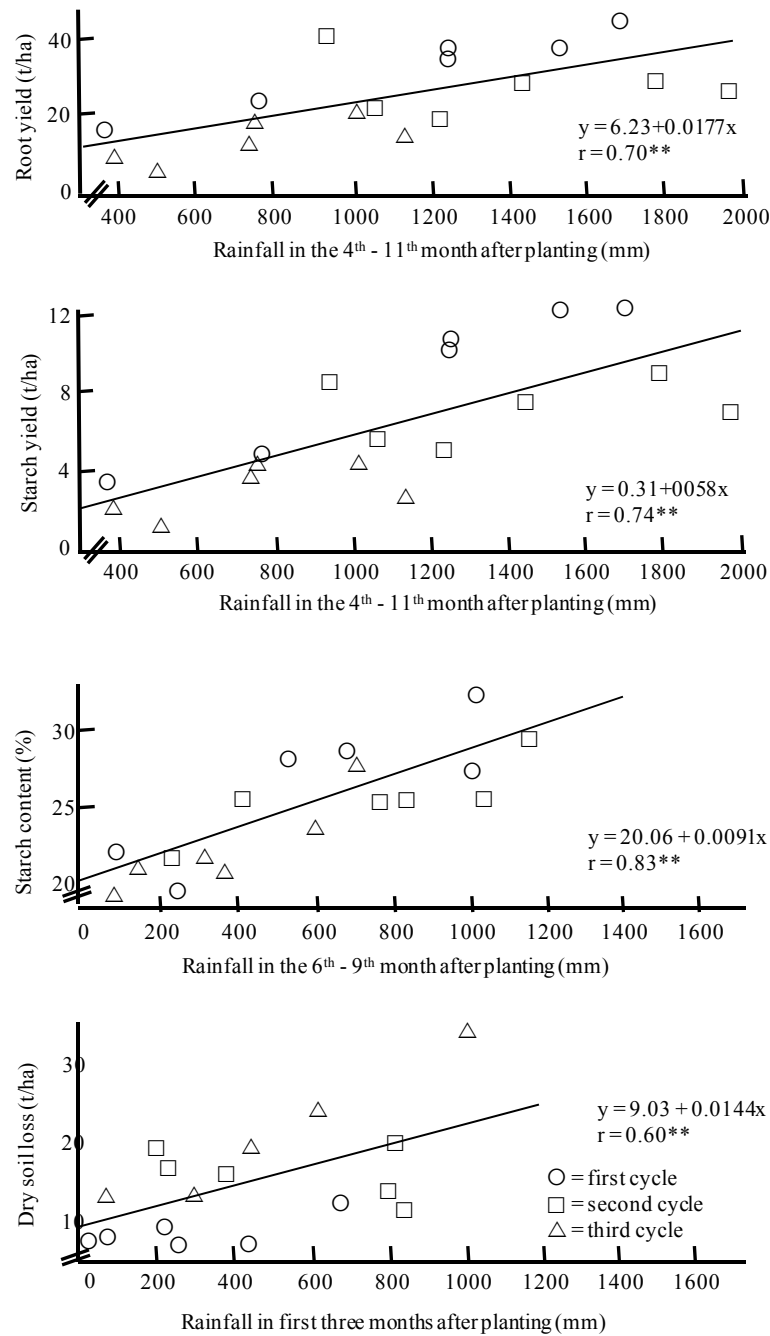 Root yield (t/ha)
40
20
0
y = 6.23+0.0177x
r = 0.70**
400 600 800 1000 1200 1400 1600 1800 2000
Rainfall in the 4th - 11th month after planting (mm)
Starch yield (t/ha)
12
8
4
0
y = 0.31+0058x
r = 0.74**
400 600 800 1000 1200 1400 1600 1800 2000
Rainfall in the 4th - 11th month after planting (mm)
Starch content (%)
30
25
20
y = 20.06 + 0.0091x
r = 0.83**
0 200 400 600 800 1000 1200 1400 1600
Rainfall in the 6th - 9th month after planting (mm)
Dry soil loss (t/ha)
30
20
10
y = 9.03 + 0.0144x
r = 0.60**
= first cycle
= second cycle
= third cycle
0 200 400 600 800 1000 1200 1400 1600
Rainfall in first three months after planting (mm)